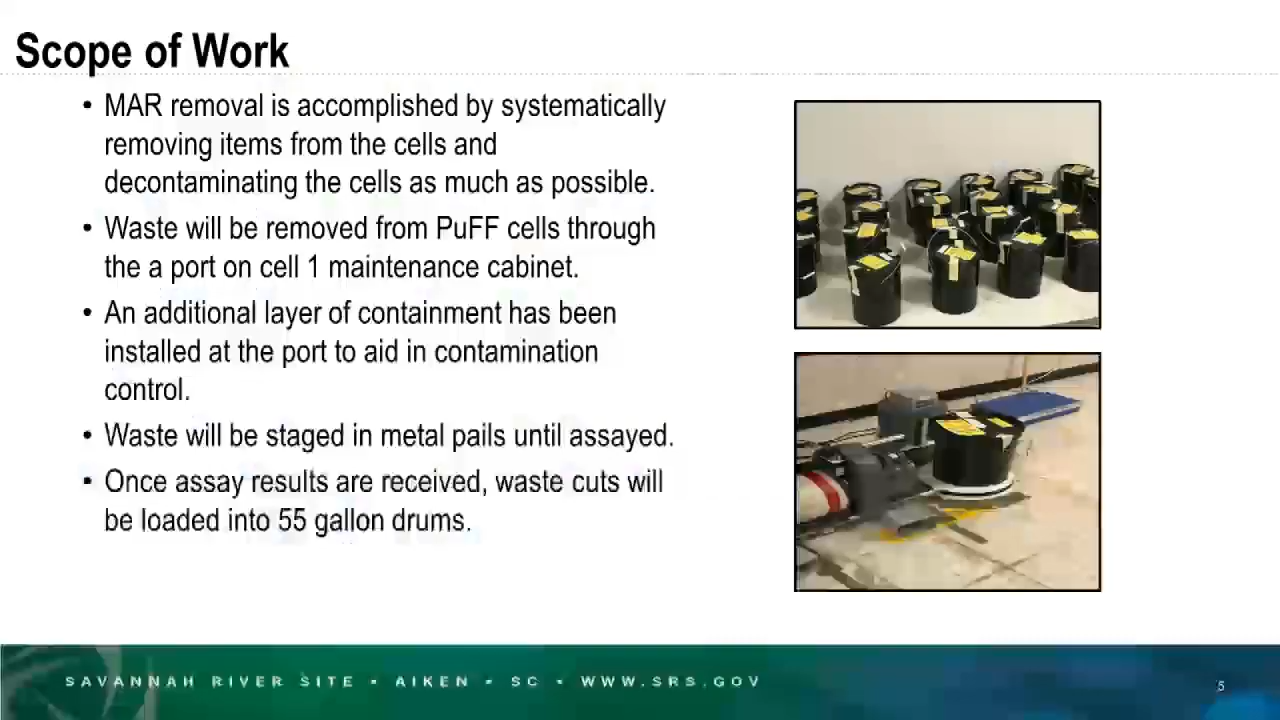 Scope of Work
• MAR removal is accomplished by systematically
removing items from the cells and
decontaminating the cells as much as possible.
• Waste will be removed from PuFF cells through
the a port on cell 1 maintenance cabinet.
• An additional layer of containment has been
installed at the port to aid in contamination
control.
• Waste will be staged in metal pails until assayed.
• Once assay results are received, waste cuts will
be loaded into 55 gallon drums.
SAVANNAH RIVER SITE • AIKEN • SC • WWW.SRS.GOV
5